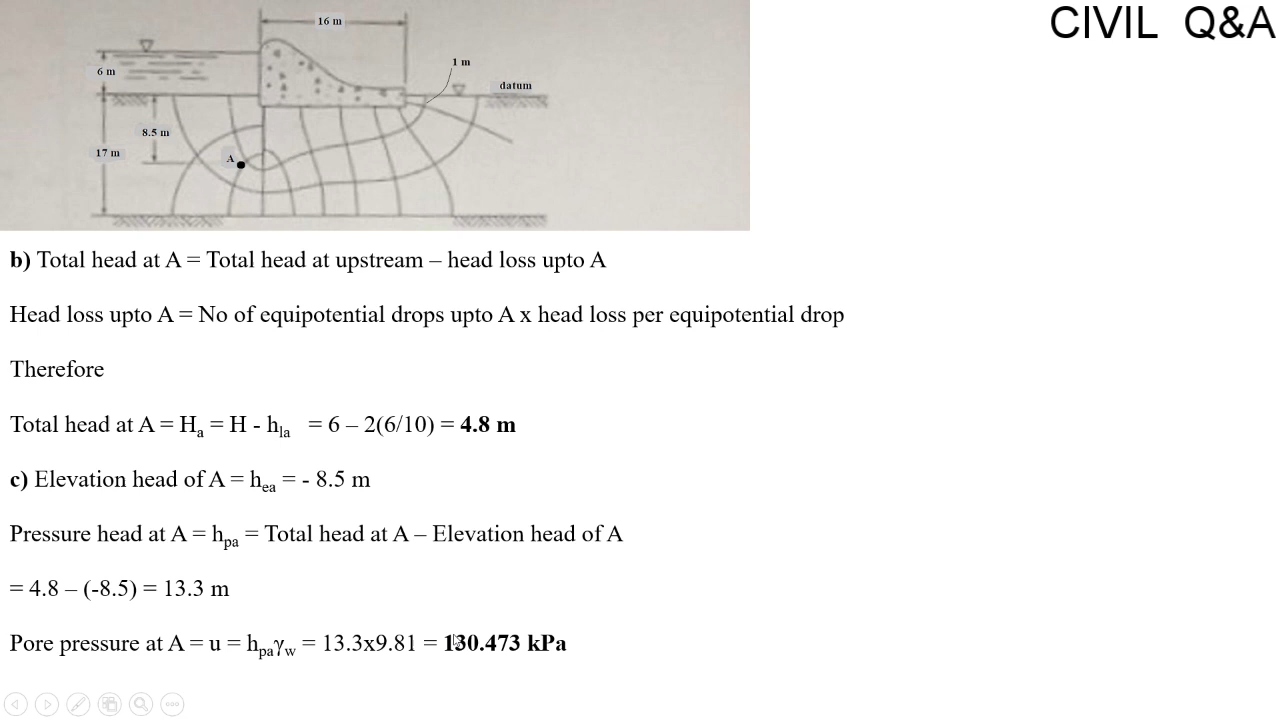 CIVIL Q&A
16 m
6 m
1 m
datum
8.5 m
17 m
A
b) Total head at A = Total head at upstream – head loss upto A
Head loss upto A = No of equipotential drops upto A x head loss per equipotential drop
Therefore
Total head at A = Hₐ = H - hₗₐ = 6 – 2(6/10) = 4.8 m
c) Elevation head of A = hₑₐ = - 8.5 m
Pressure head at A = hₚₐ = Total head at A – Elevation head of A
= 4.8 – (-8.5) = 13.3 m
Pore pressure at A = u = hₚₐγw = 13.3x9.81 = 130.473 kPa